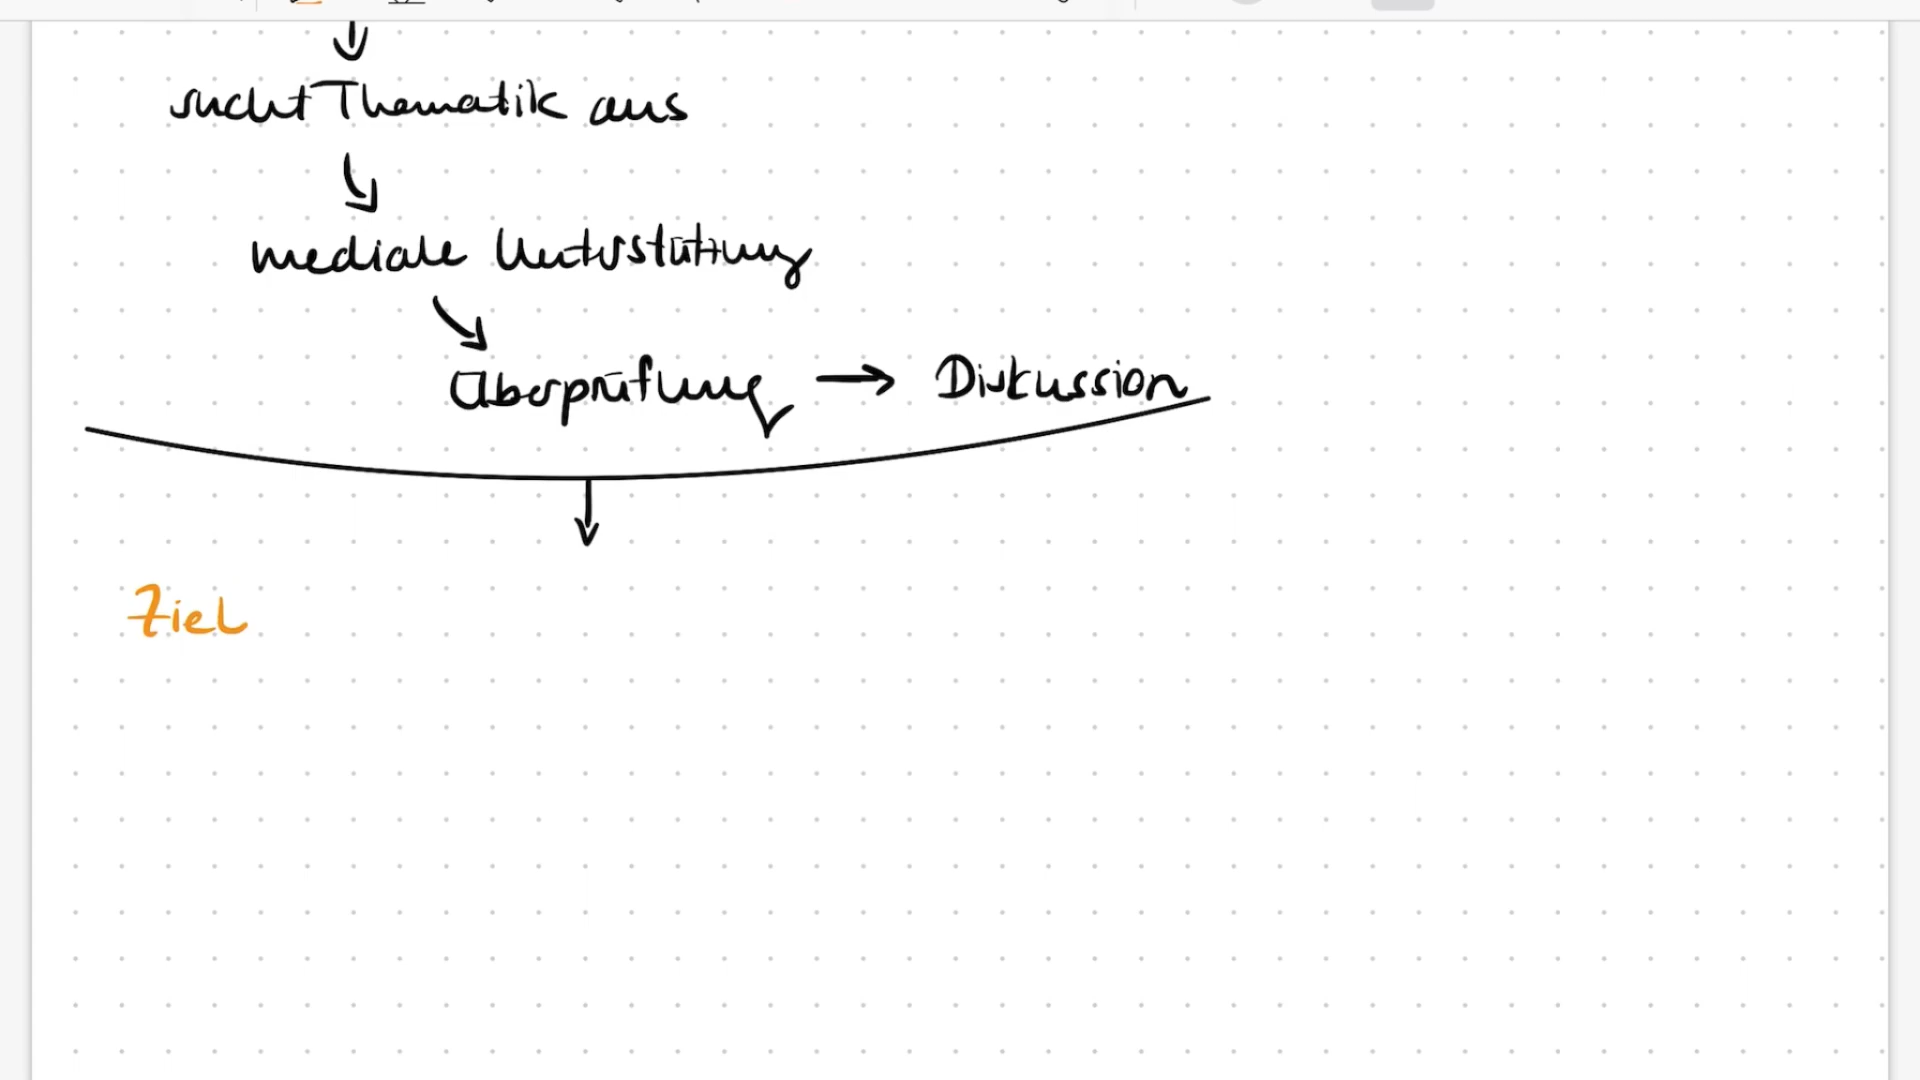 sucht Thematik aus
mediale Unterstützung
Überprüfung → Diskussion
Ziel